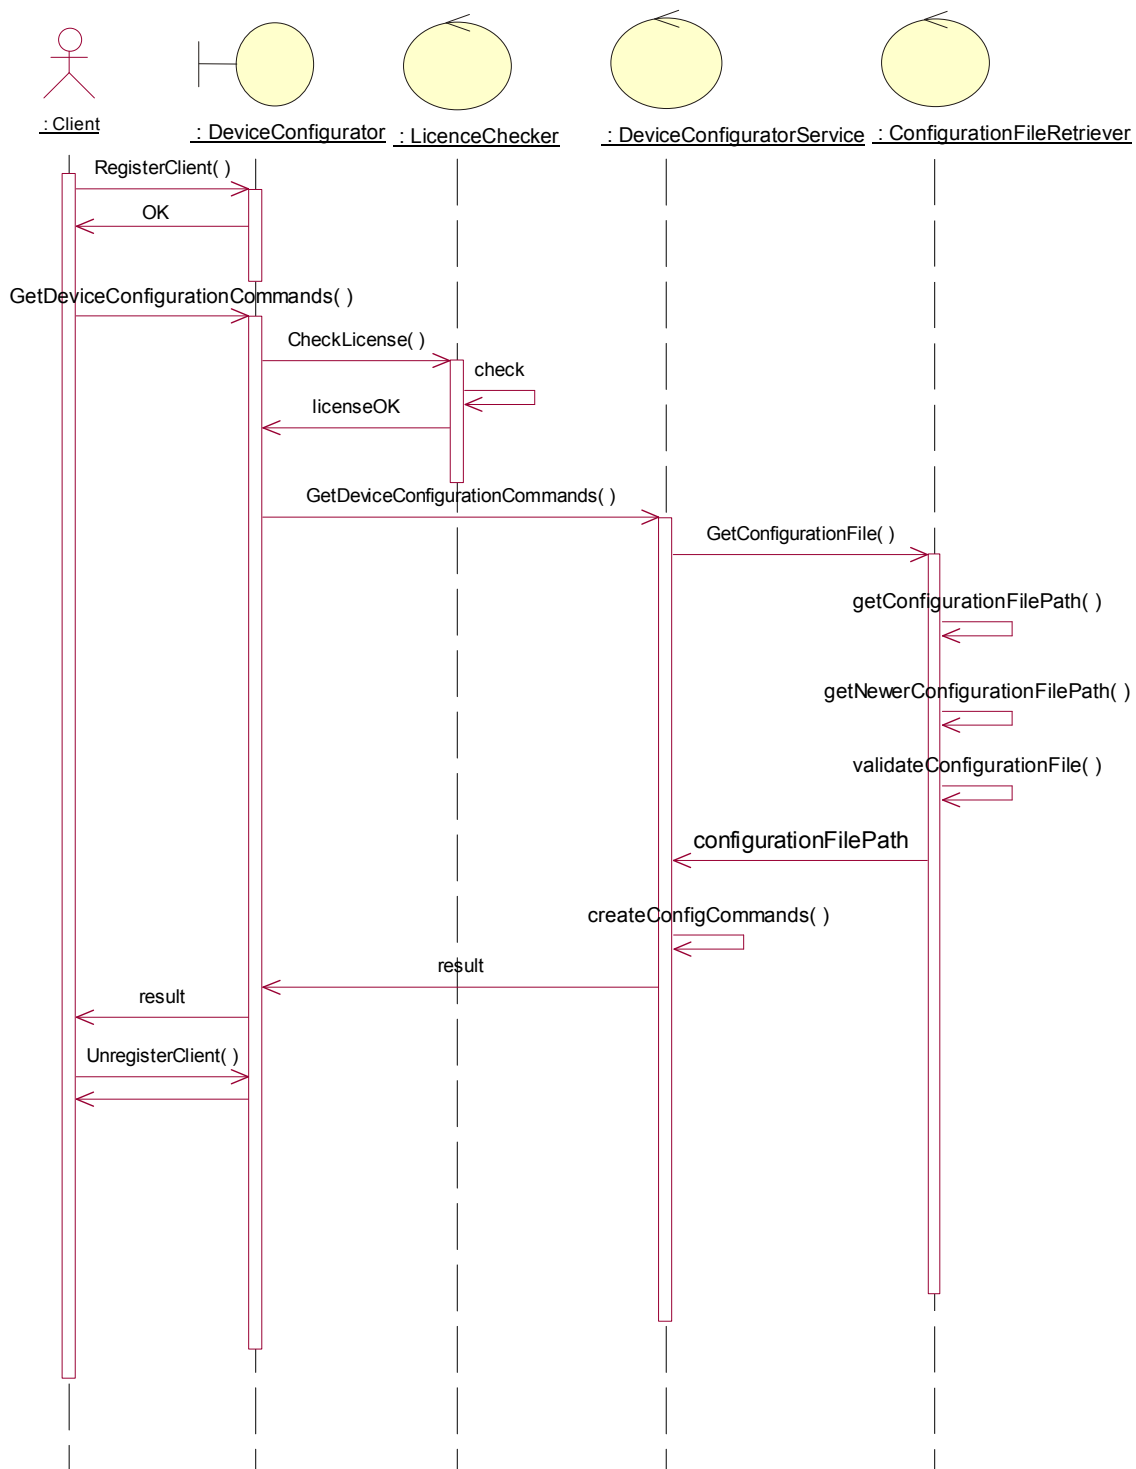 : Client
: DeviceConfigurator
: LicenceChecker
: DeviceConfiguratorService
: ConfigurationFileRetriever
RegisterClient( )
OK
GetDeviceConfigurationCommands( )
CheckLicense( )
check
licenseOK
GetDeviceConfigurationCommands( )
GetConfigurationFile( )
getConfigurationFilePath( )
getNewerConfigurationFilePath( )
validateConfigurationFile( )
configurationFilePath
createConfigCommands( )
result
result
UnregisterClient( )